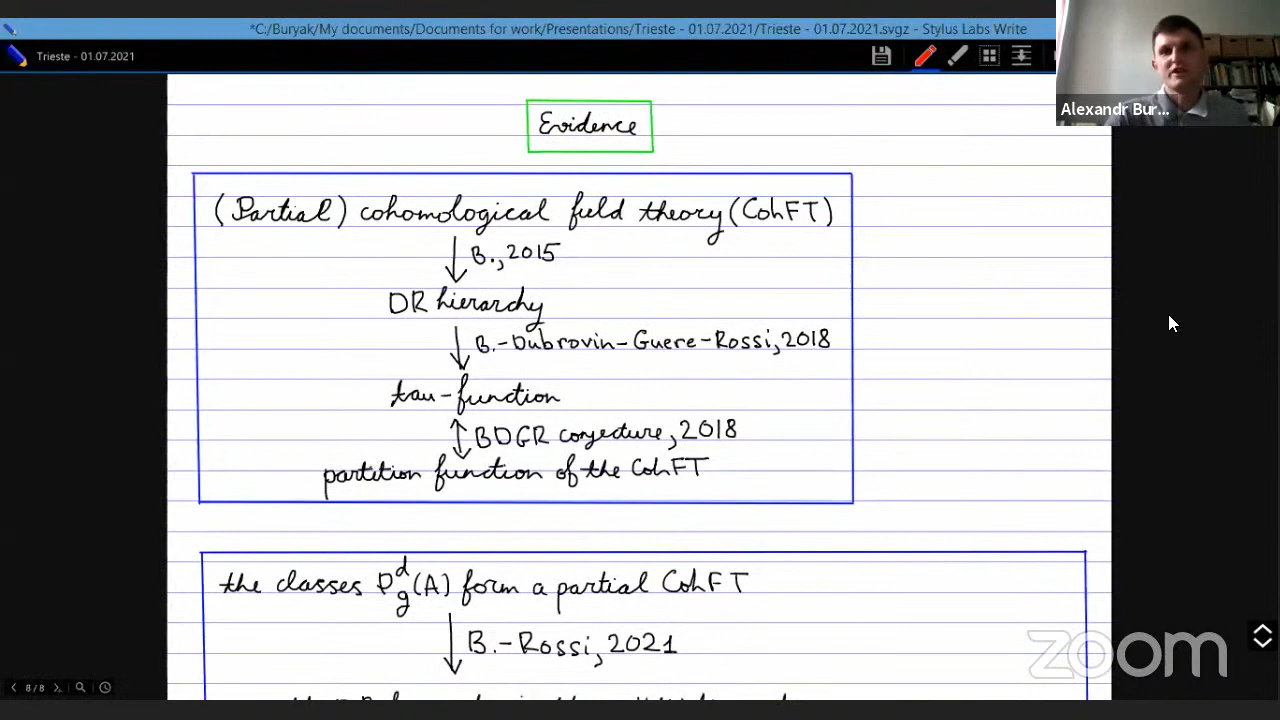 *C:/Buryak/My documents/Documents for work/Presentations/Trieste - 01.07.2021/Trieste - 01.07.2021.svgz - Stylus Labs Write
Trieste - 01.07.2021
Alexandr Bur...
Evidence
(Partial) cohomological field theory (CohFT)
B., 2015
DR hierarchy
B.-Dubrovin-Guere-Rossi, 2018
tau-function
BDGR conjecture, 2018
partition function of the CohFT
the classes P_g^d(A) form a partial CohFT
B.-Rossi, 2021
zoom
8/8